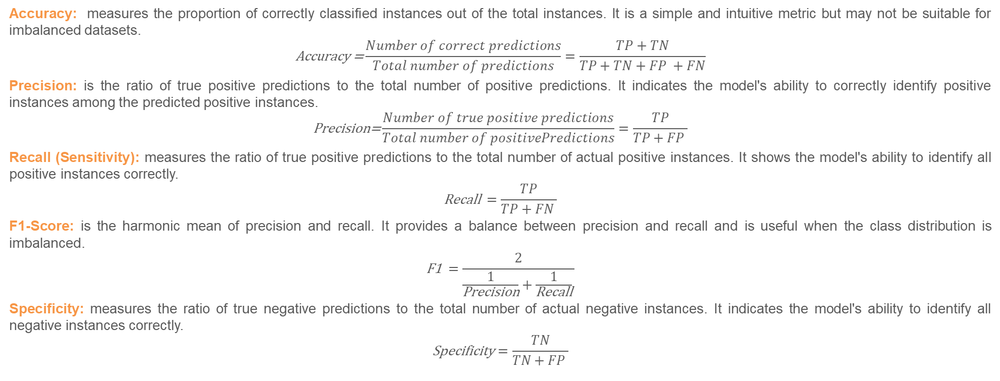 Accuracy: measures the proportion of correctly classified instances out of the total instances. It is a simple and intuitive metric but may not be suitable for
imbalanced datasets.
Accuracy = Number of correct predictions / Total number of predictions = TP + TN / TP + TN + FP + FN
Precision: is the ratio of true positive predictions to the total number of positive predictions. It indicates the model's ability to correctly identify positive
instances among the predicted positive instances.
Precision= Number of true positive predictions / Total number of positivePredictions = TP / TP + FP
Recall (Sensitivity): measures the ratio of true positive predictions to the total number of actual positive instances. It shows the model's ability to identify all
positive instances correctly.
Recall = TP / TP + FN
F1-Score: is the harmonic mean of precision and recall. It provides a balance between precision and recall and is useful when the class distribution is
imbalanced.
F1 = 2 / 1 / Precision + 1 / Recall
Specificity: measures the ratio of true negative predictions to the total number of actual negative instances. It indicates the model's ability to identify all
negative instances correctly.
Specificity = TN / TN + FP